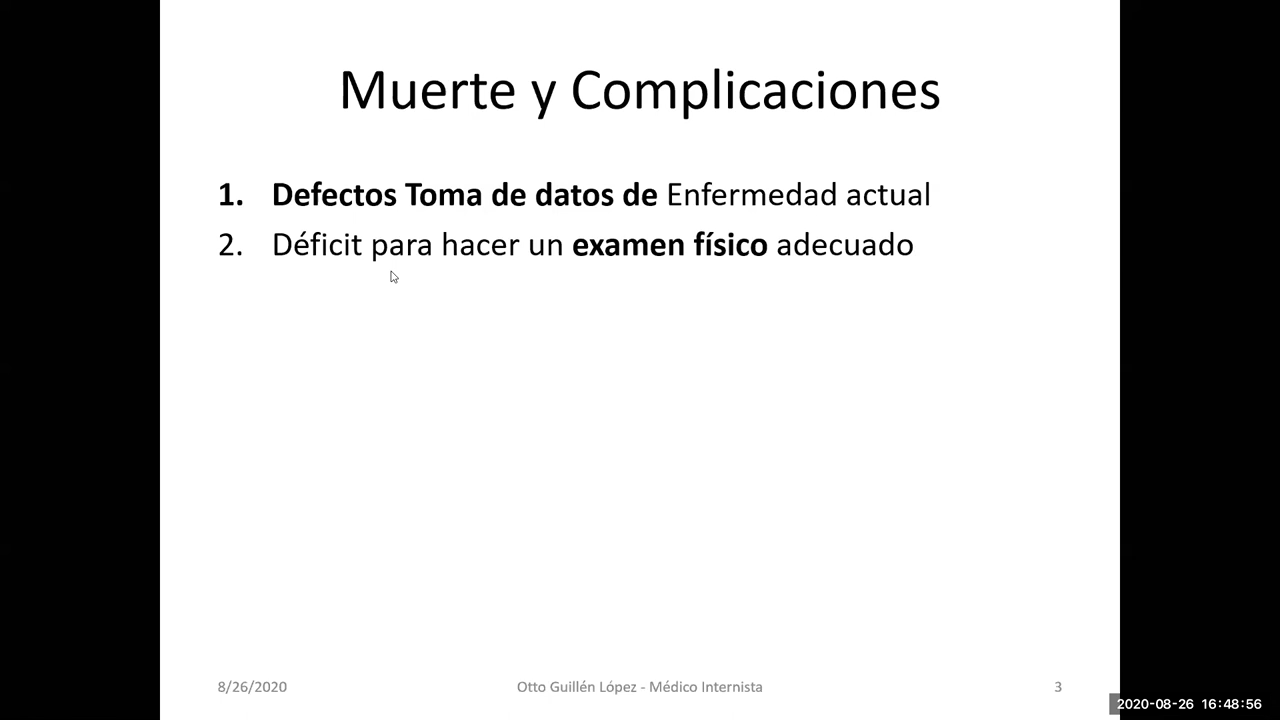 Muerte y Complicaciones
1. Defectos Toma de datos de Enfermedad actual
2. Déficit para hacer un examen físico adecuado
8/26/2020 Otto Guillén López - Médico Internista 3
2020-08-26 16:48:56